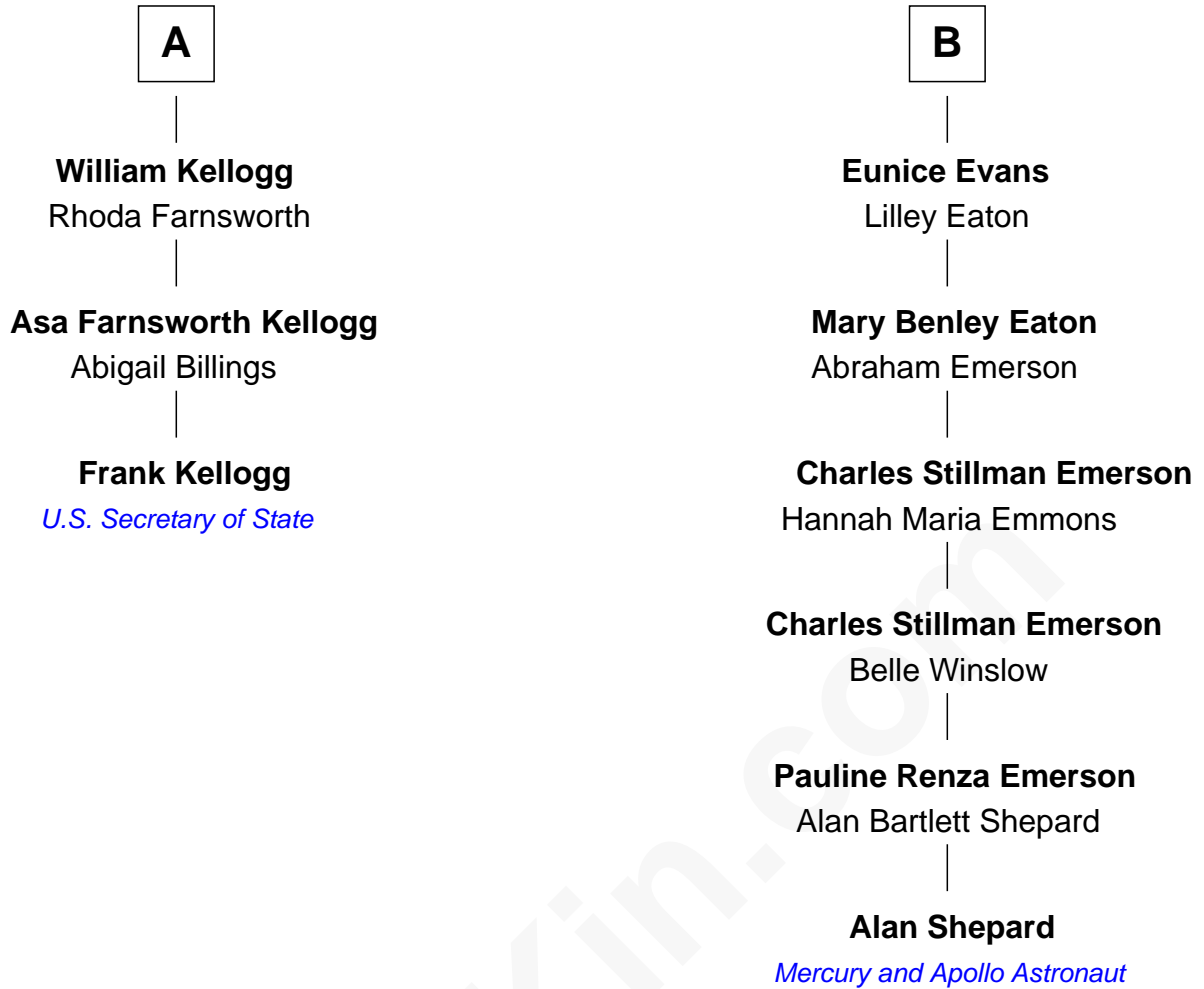 A
William Kellogg
Rhoda Farnsworth
Asa Farnsworth Kellogg
Abigail Billings
Frank Kellogg
U.S. Secretary of State
B
Eunice Evans
Lilley Eaton
Mary Benley Eaton
Abraham Emerson
Charles Stillman Emerson
Hannah Maria Emmons
Charles Stillman Emerson
Belle Winslow
Pauline Renza Emerson
Alan Bartlett Shepard
Alan Shepard
Mercury and Apollo Astronaut